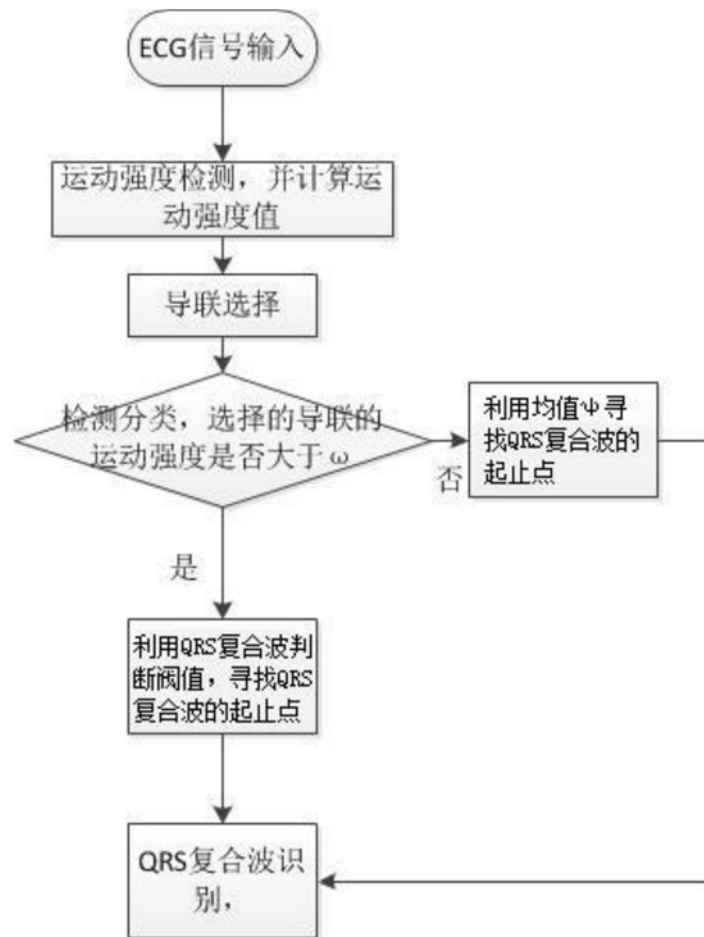 ECG信号输入
运动强度检测，并计算运
动强度值
导联选择
检测分类，选择的导联的
运动强度是否大于ω
否
利用均值ψ寻
找QRS复合波的
起止点
是
利用QRS复合波判
断阀值，寻找QRS
复合波的起止点
QRS复合波识
别，